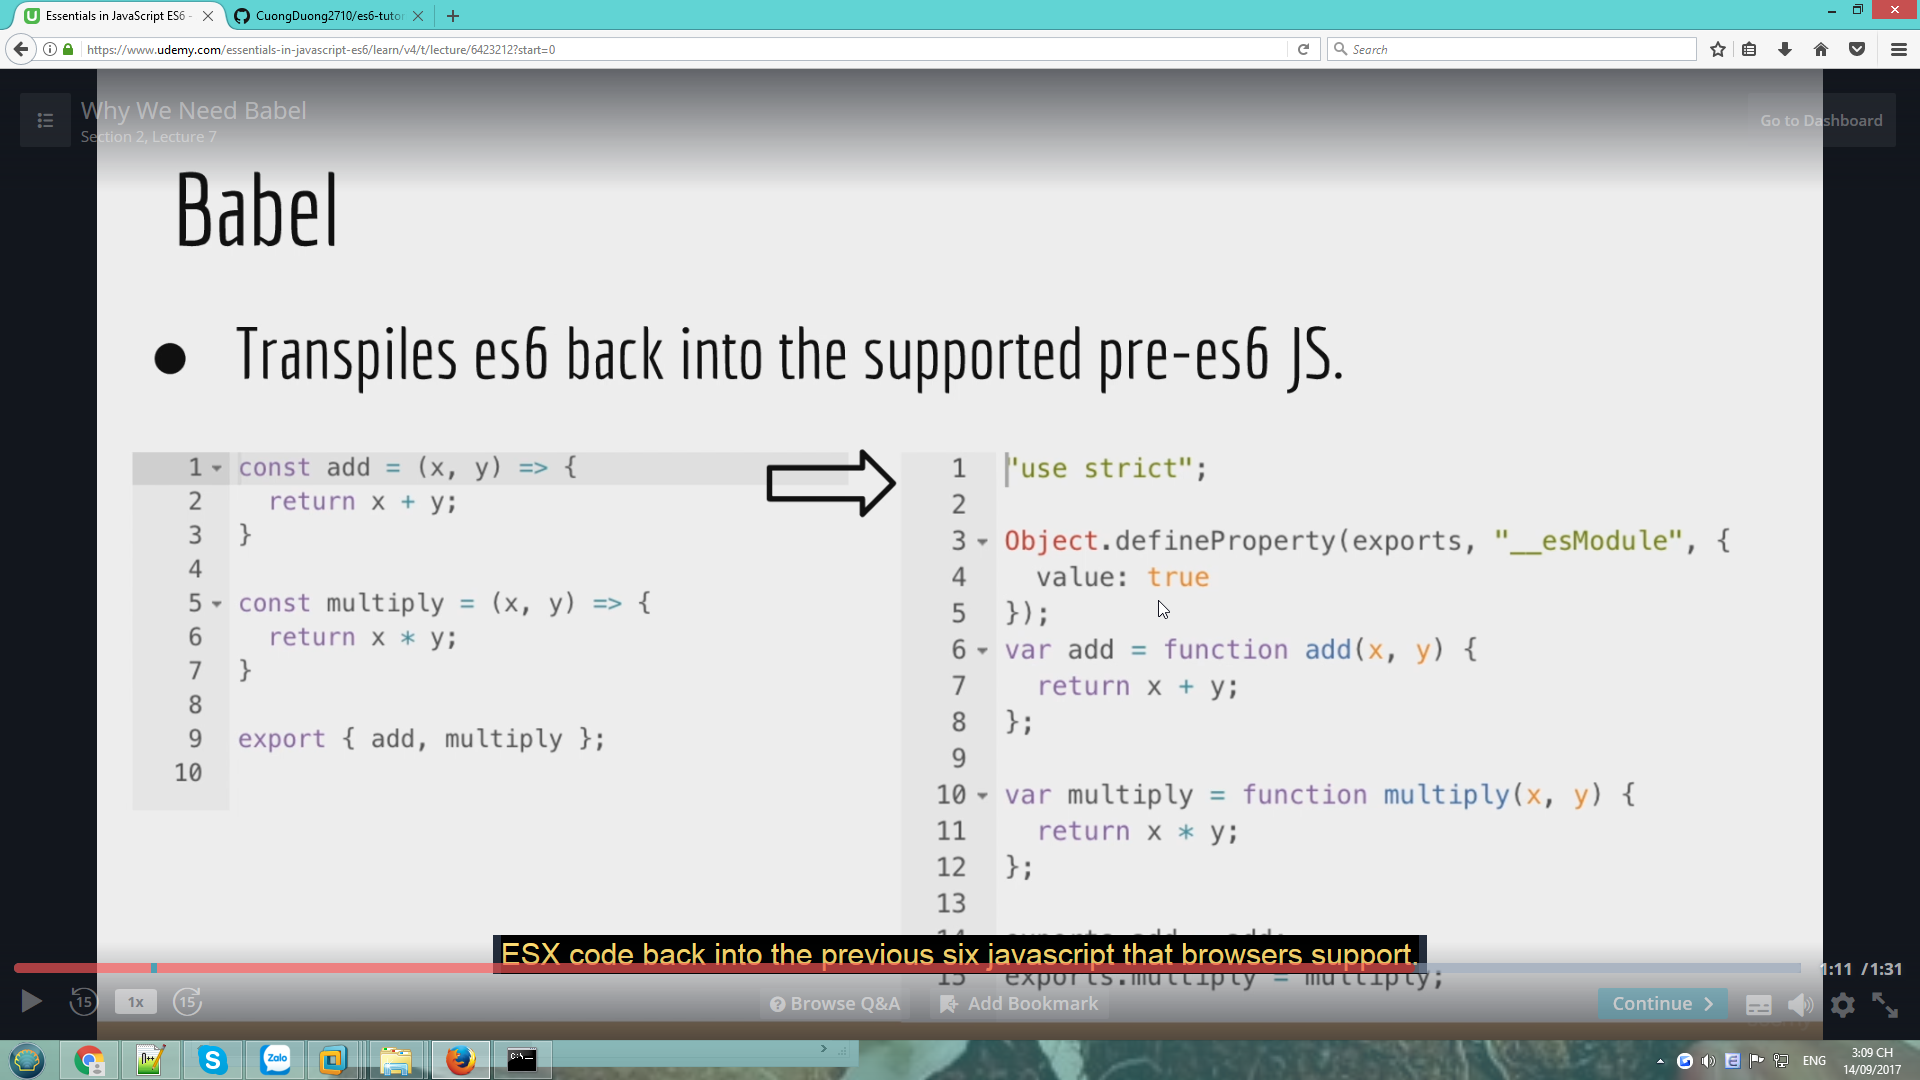 Essentials in JavaScript ES6 -
CuongDuong2710/es6-tutor
https://www.udemy.com/essentials-in-javascript-es6/learn/v4/t/lecture/6423212?start=0
Search
Why We Need Babel
Section 2, Lecture 7
Go to Dashboard
Babel
● Transpiles es6 back into the supported pre-es6 JS.
1 const add = (x, y) => {
2 return x + y;
3 }
4
5 const multiply = (x, y) => {
6 return x * y;
7 }
8
9 export { add, multiply };
10
1 "use strict";
2
3 Object.defineProperty(exports, "__esModule", {
4 value: true
5 });
6 var add = function add(x, y) {
7 return x + y;
8 };
9
10 var multiply = function multiply(x, y) {
11 return x * y;
12 };
13
14 exports.add = add;
15 exports.multiply = multiply;
ESX code back into the previous six javascript that browsers support.
1:11 / 1:31
15
1x
15
Browse Q&A
Add Bookmark
Continue
Zalo
C:\
ENG
3:09 CH
14/09/2017